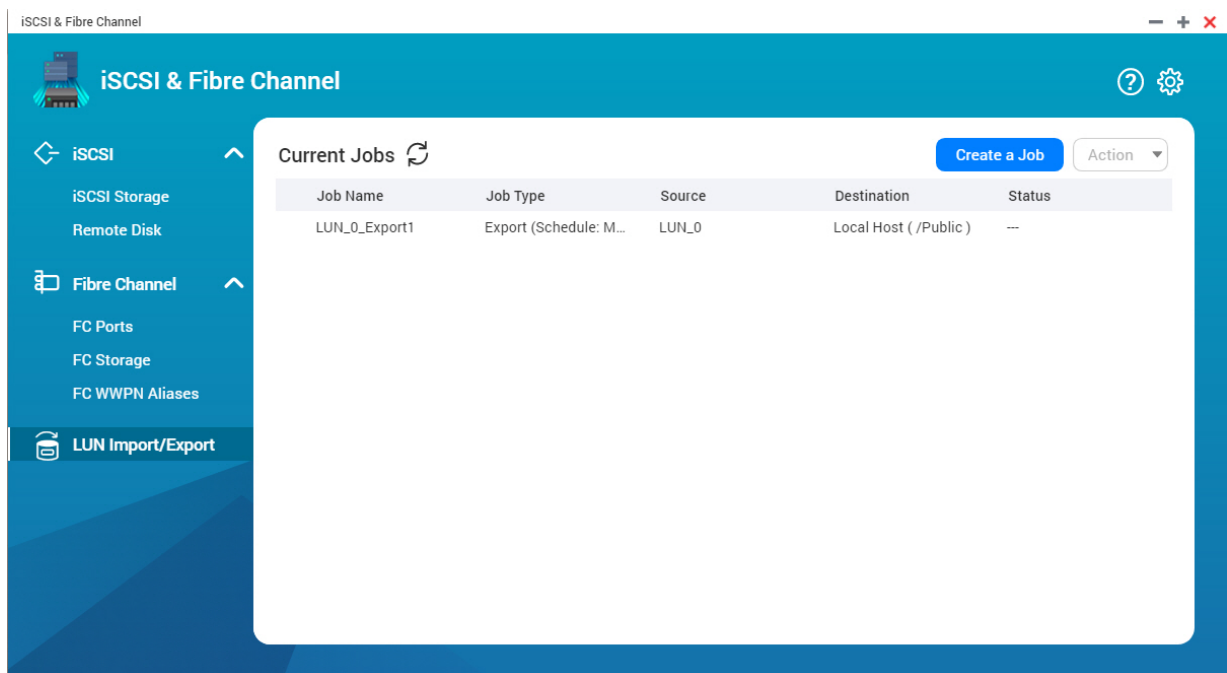 iSCSI & Fibre Channel
iSCSI & Fibre Channel
iSCSI
iSCSI Storage
Remote Disk
Fibre Channel
FC Ports
FC Storage
FC WWPN Aliases
LUN Import/Export
Current Jobs
Create a Job
Action
Job Name Job Type Source Destination Status
LUN_0_Export1 Export (Schedule: M... LUN_0 Local Host ( /Public ) ---